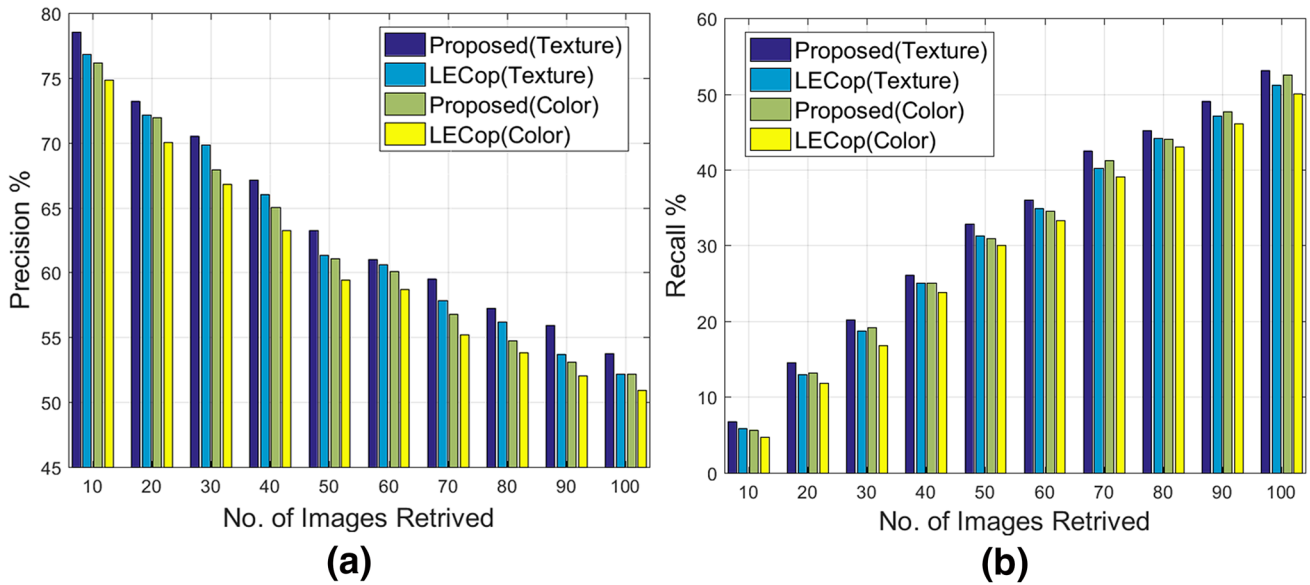 80
75
70
65
60
55
50
45
Precision %
Proposed(Texture)
LECop(Texture)
Proposed(Color)
LECop(Color)
10 20 30 40 50 60 70 80 90 100
No. of Images Retrived
(a)
60
50
40
30
20
10
0
Recall %
Proposed(Texture)
LECop(Texture)
Proposed(Color)
LECop(Color)
10 20 30 40 50 60 70 80 90 100
No. of Images Retrived
(b)